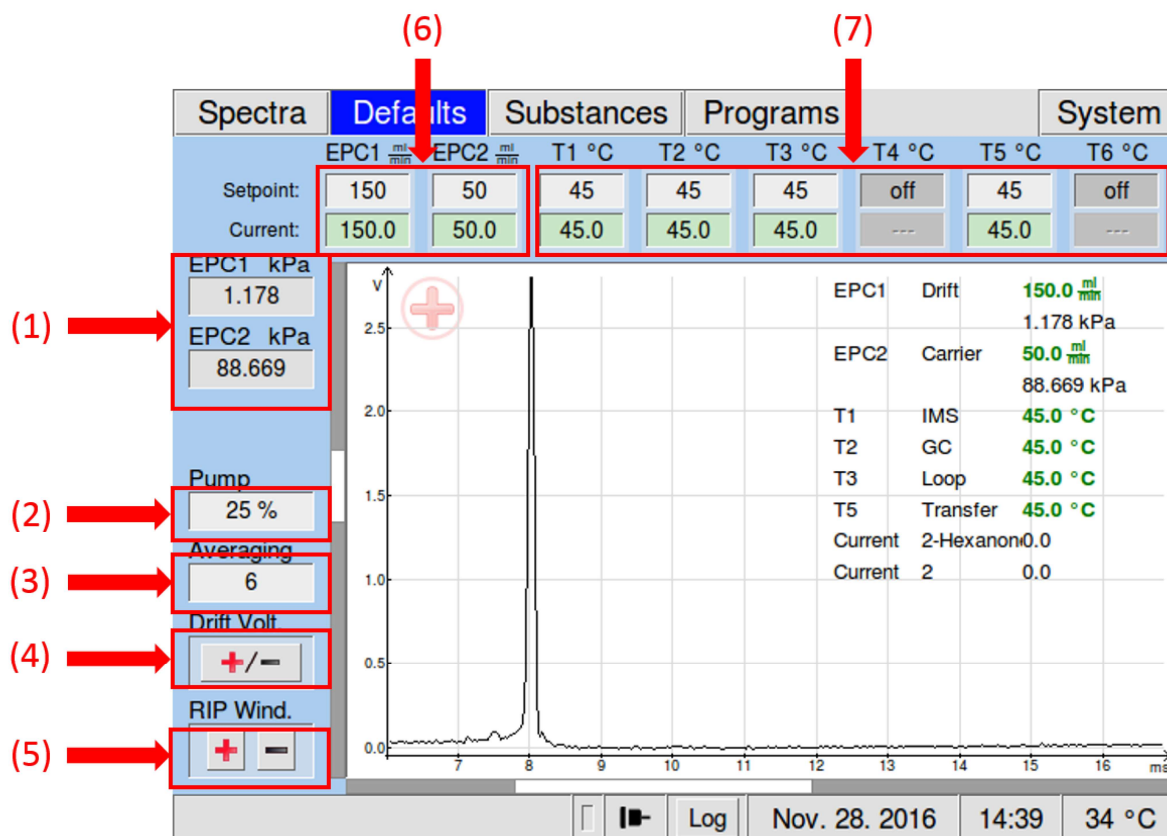 (6) (7)
Spectra Defaults Substances Programs System
EPC1 ml/min EPC2 ml/min T1 °C T2 °C T3 °C T4 °C T5 °C T6 °C
Setpoint: 150 50 45 45 45 off 45 off
Current: 150.0 50.0 45.0 45.0 45.0 --- 45.0 ---
EPC1 kPa
1.178
(1)
EPC2 kPa
88.669
Pump
(2) 25 %
Averaging
(3) 6
Drift Volt.
(4) +/-
RIP Wind.
(5) + -
V
2.5
2.0
1.5
1.0
0.5
0.0
7 8 9 10 11 12 13 14 15 16 ms
EPC1 Drift 150.0 ml/min
1.178 kPa
EPC2 Carrier 50.0 ml/min
88.669 kPa
T1 IMS 45.0 °C
T2 GC 45.0 °C
T3 Loop 45.0 °C
T5 Transfer 45.0 °C
Current 2-Hexanon 0.0
Current 2 0.0
Log Nov. 28. 2016 14:39 34 °C